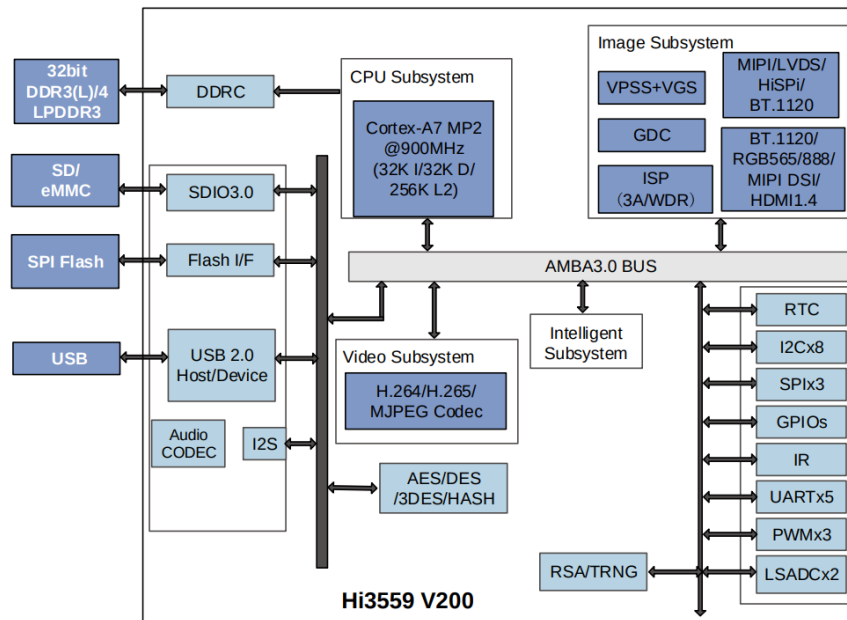 32bit
DDR3(L)/4
LPDDR3
DDRC
SD/
eMMC
SDIO3.0
SPI Flash
Flash I/F
USB
USB 2.0
Host/Device
Audio
CODEC
I2S
CPU Subsystem
Cortex-A7 MP2
@900MHz
(32K I/32K D/
256K L2)
Image Subsystem
VPSS+VGS
GDC
ISP
（3A/WDR）
MIPI/LVDS/
HiSPi/
BT.1120
BT.1120/
RGB565/888/
MIPI DSI/
HDMI1.4
AMBA3.0 BUS
Video Subsystem
H.264/H.265/
MJPEG Codec
Intelligent
Subsystem
AES/DES
/3DES/HASH
RSA/TRNG
RTC
I2Cx8
SPIx3
GPIOs
IR
UARTx5
PWMx3
LSADCx2
Hi3559 V200